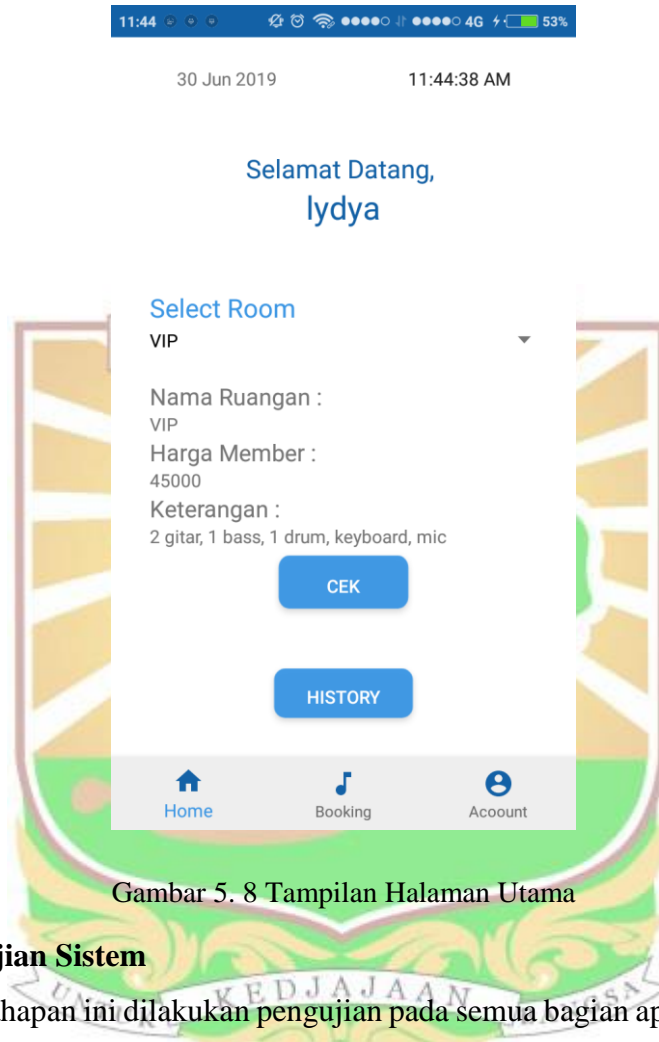 11:44 4G 53%
30 Jun 2019 11:44:38 AM
Selamat Datang,
lydya
Select Room
VIP
Nama Ruangan :
VIP
Harga Member :
45000
Keterangan :
2 gitar, 1 bass, 1 drum, keyboard, mic
CEK
HISTORY
Home Booking Acoount
Gambar 5. 8 Tampilan Halaman Utama
jian Sistem
KEDJAJAAN
hapan ini dilakukan pengujian pada semua bagian ap